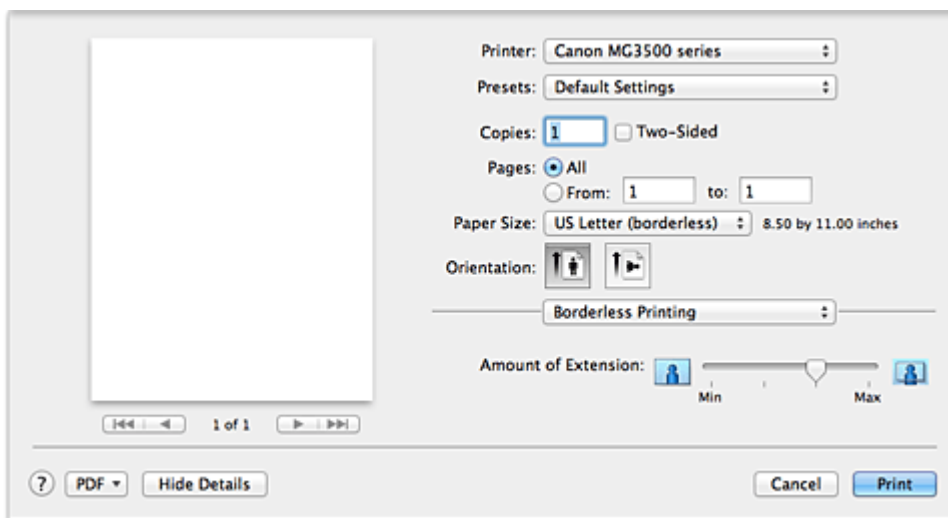 Printer: Canon MG3500 series
Presets: Default Settings
Copies: 1 Two-Sided
Pages: All
From: 1 to: 1
Paper Size: US Letter (borderless) 8.50 by 11.00 inches
Orientation:
Borderless Printing
Amount of Extension:
Min Max
1 of 1
? PDF Hide Details Cancel Print